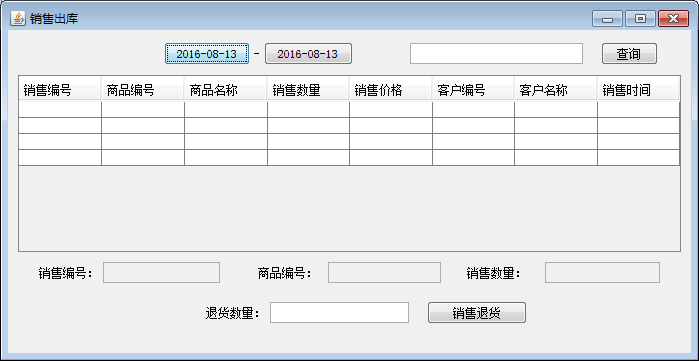 销售出库
2016-08-13 - 2016-08-13 查询
销售编号 商品编号 商品名称 销售数量 销售价格 客户编号 客户名称 销售时间
销售编号： 商品编号： 销售数量：
退货数量： 销售退货